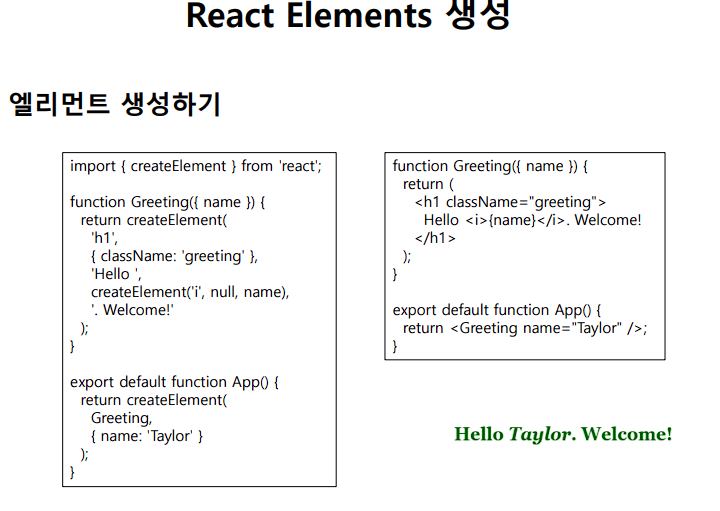 React Elements 생성
엘리먼트 생성하기
import { createElement } from 'react';
function Greeting({ name }) {
return createElement(
'h1',
{ className: 'greeting' },
'Hello ',
createElement('i', null, name),
'. Welcome!'
);
}
export default function App() {
return createElement(
Greeting,
{ name: 'Taylor' }
);
}
function Greeting({ name }) {
return (
<h1 className="greeting">
Hello <i>{name}</i>. Welcome!
</h1>
);
}
export default function App() {
return <Greeting name="Taylor" />;
}
Hello Taylor. Welcome!